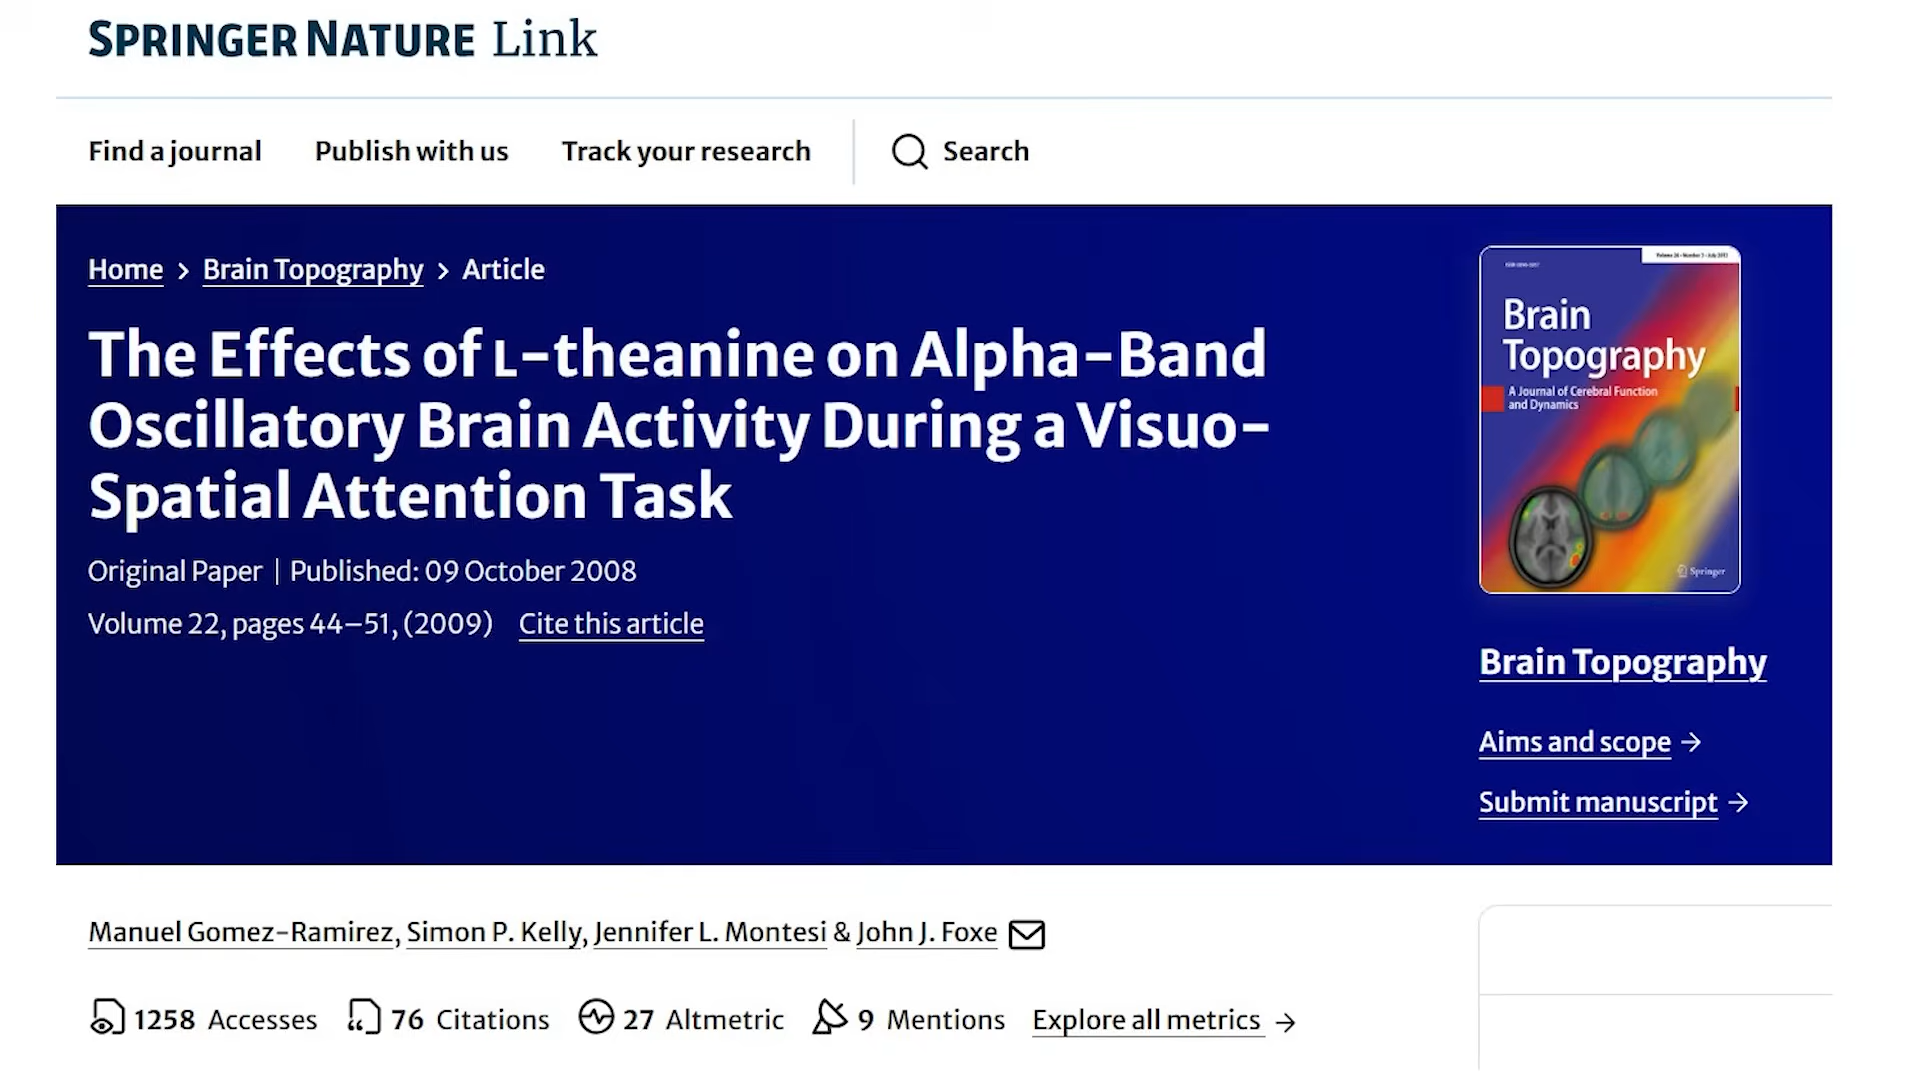 SPRINGER NATURE Link
Find a journal Publish with us Track your research Search
Home > Brain Topography > Article
The Effects of L-theanine on Alpha-Band
Oscillatory Brain Activity During a Visuo-
Spatial Attention Task
Original Paper | Published: 09 October 2008
Volume 22, pages 44–51, (2009) Cite this article
Brain
Topography
A Journal of Cerebral Function
and Dynamics
Springer
Brain Topography
Aims and scope →
Submit manuscript →
Manuel Gomez-Ramirez, Simon P. Kelly, Jennifer L. Montesi & John J. Foxe
1258 Accesses 76 Citations 27 Altmetric 9 Mentions Explore all metrics →